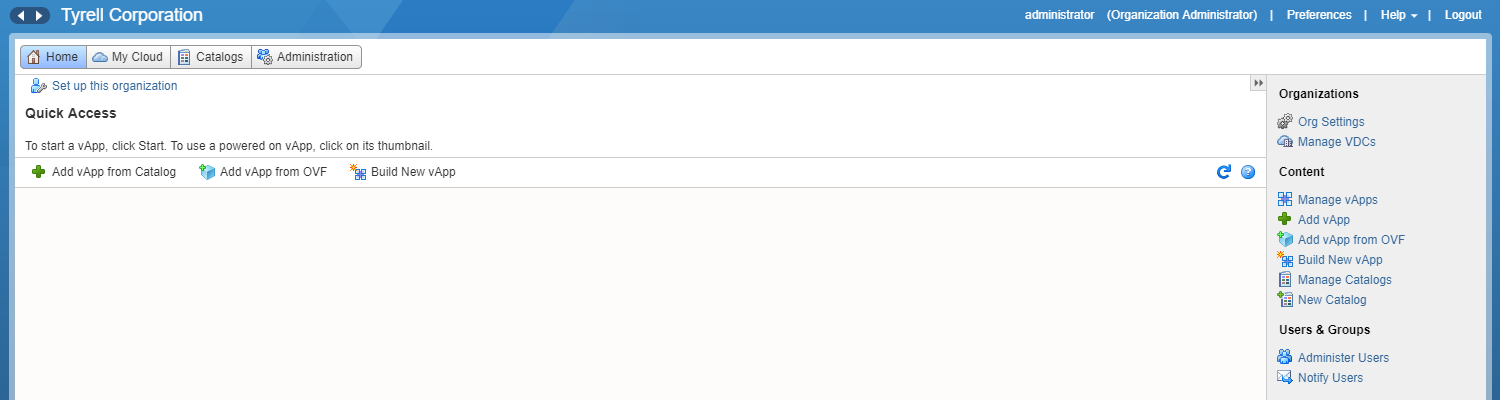 Tyrell Corporation
administrator (Organization Administrator) | Preferences | Help | Logout
Home My Cloud Catalogs Administration
Set up this organization
Quick Access
To start a vApp, click Start. To use a powered on vApp, click on its thumbnail.
Add vApp from Catalog Add vApp from OVF Build New vApp
Organizations
Org Settings
Manage VDCs
Content
Manage vApps
Add vApp
Add vApp from OVF
Build New vApp
Manage Catalogs
New Catalog
Users & Groups
Administer Users
Notify Users